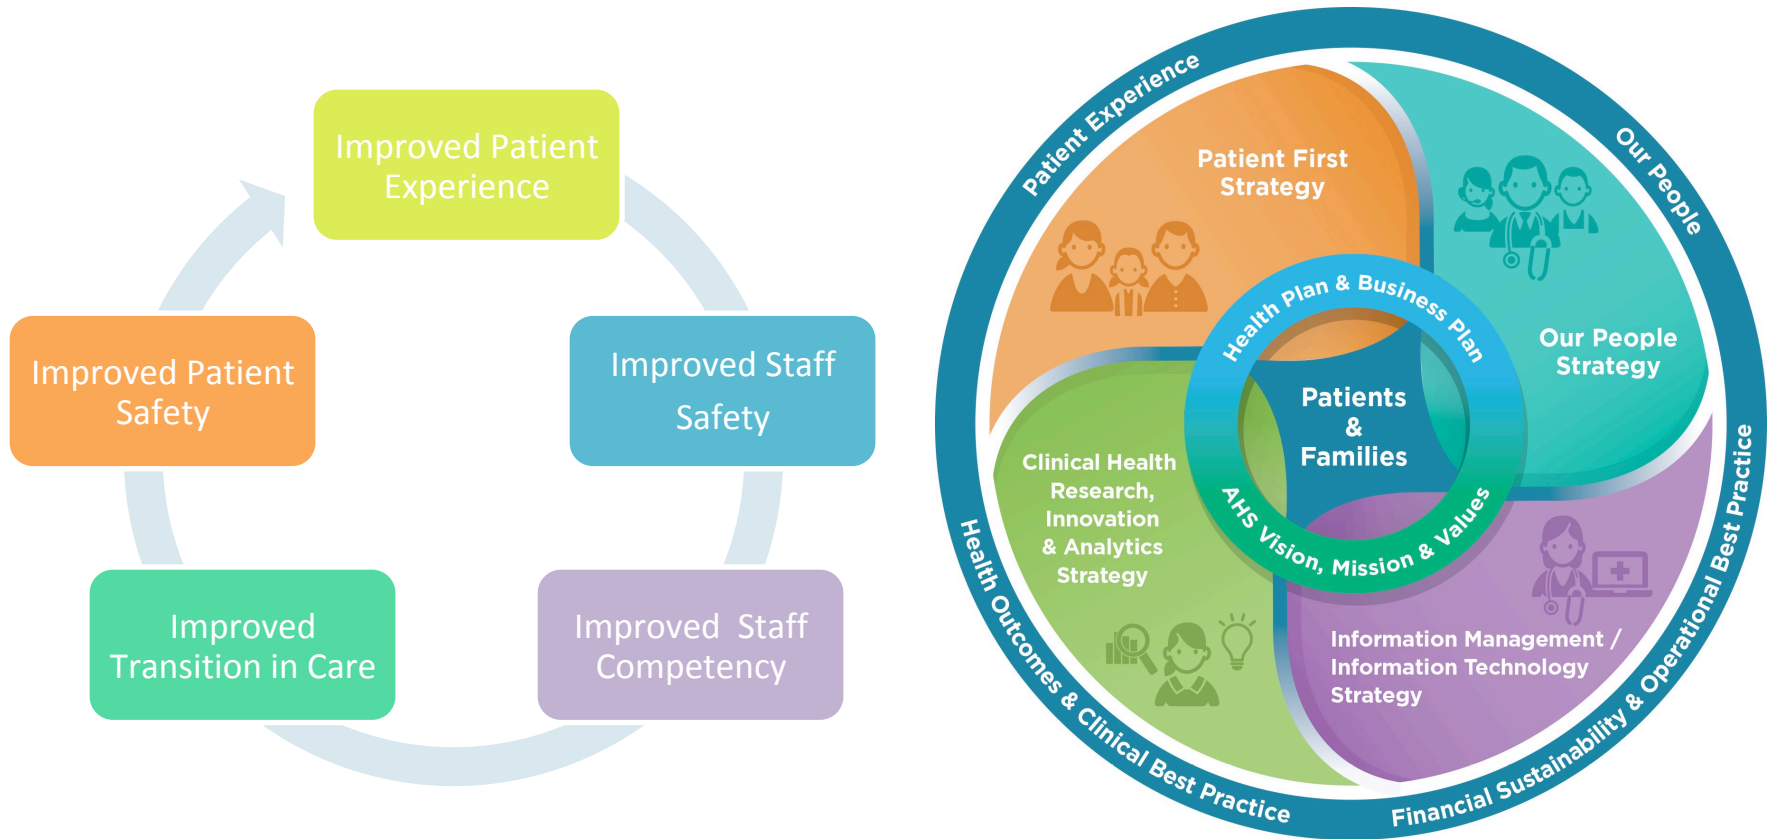 Improved Patient
Experience
Improved Staff
Safety
Improved  Staff
Competency
Improved
Transition in Care
Improved Patient
Safety
Patient Experience
Our People
Financial Sustainability & Operational Best Practice
Health Outcomes & Clinical Best Practice
Patient First
Strategy
Our People
Strategy
Information Management /
Information Technology
Strategy
Clinical Health
Research,
Innovation
& Analytics
Strategy
Health Plan & Business Plan
AHS Vision, Mission & Values
Patients
&
Families